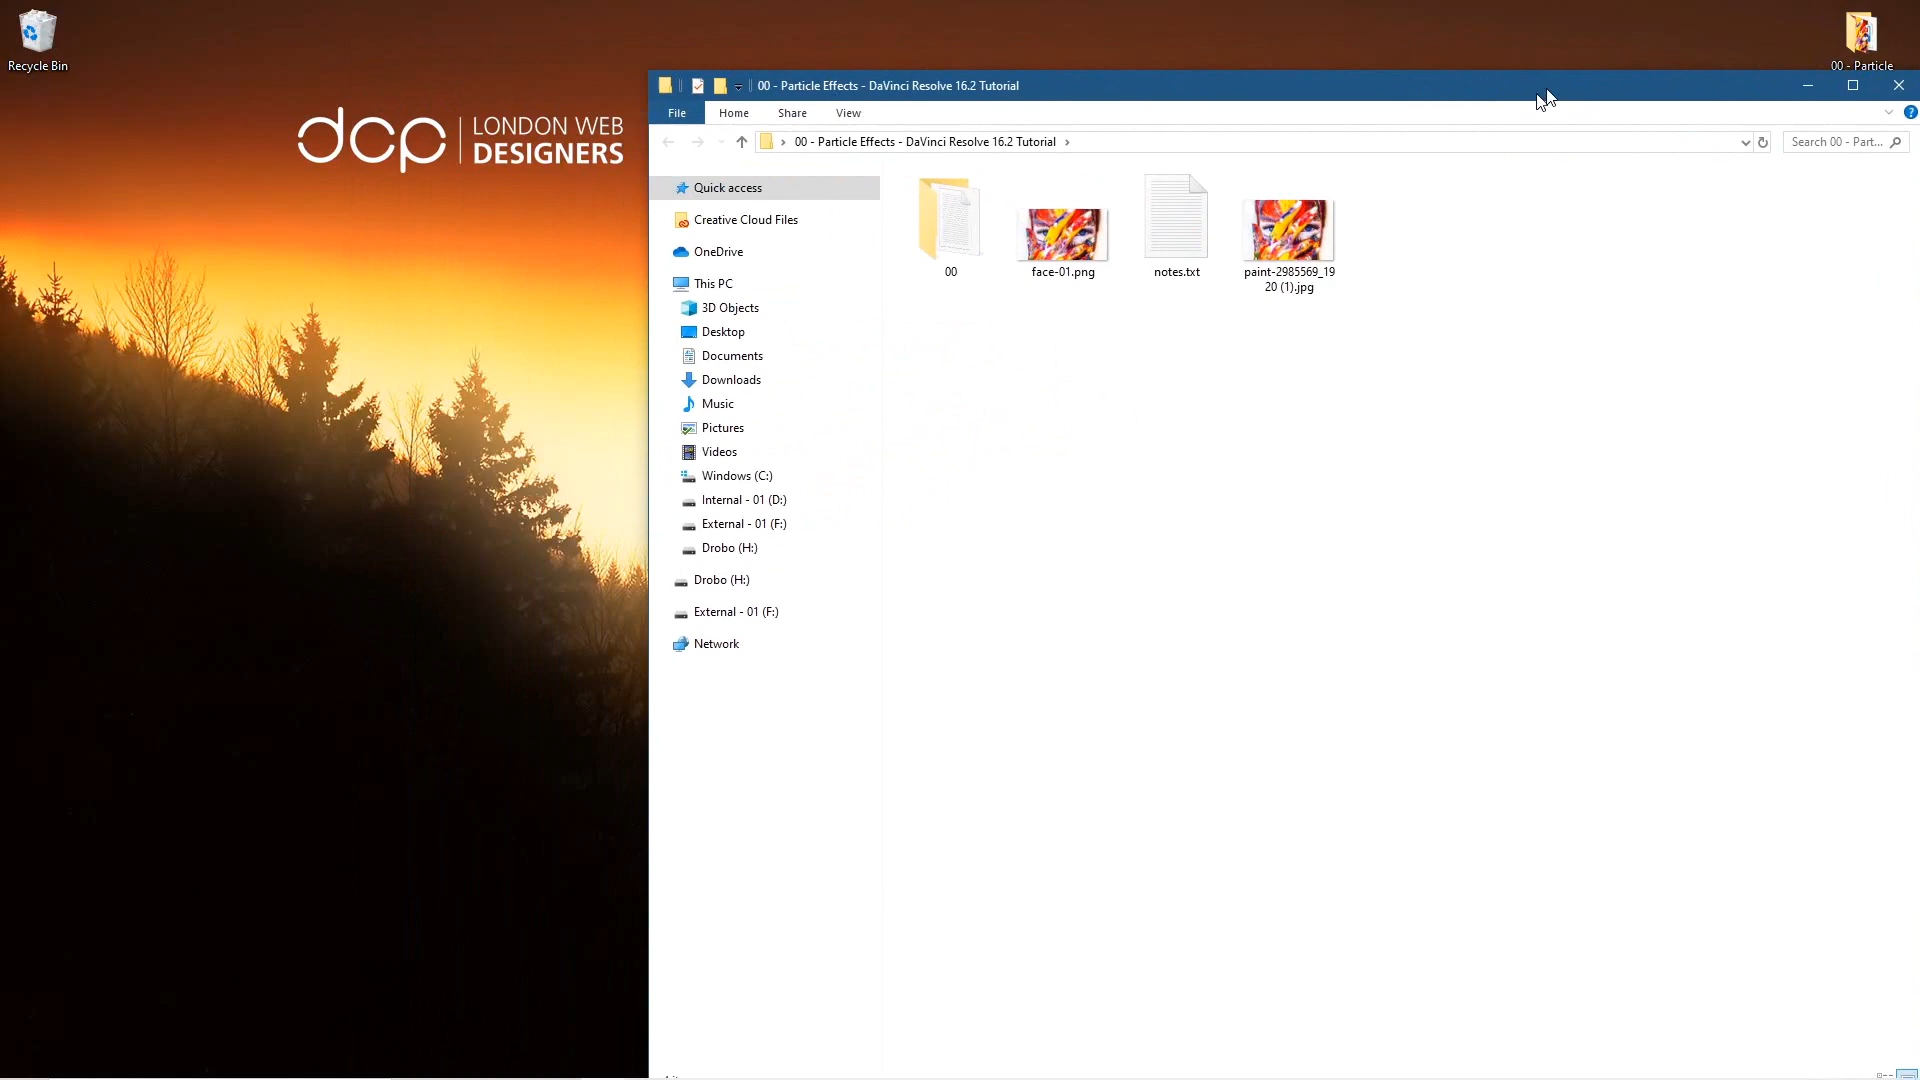 Recycle Bin
00 - Particle
dcp LONDON WEB
DESIGNERS
00 - Particle Effects - DaVinci Resolve 16.2 Tutorial
File Home Share View
00 - Particle Effects - DaVinci Resolve 16.2 Tutorial
Search 00 - Part...
Quick access
Creative Cloud Files
OneDrive
This PC
3D Objects
Desktop
Documents
Downloads
Music
Pictures
Videos
Windows (C:)
Internal - 01 (D:)
External - 01 (F:)
Drobo (H:)
Drobo (H:)
External - 01 (F:)
Network
00
face-01.png
notes.txt
paint-2985569_19
20 (1).jpg